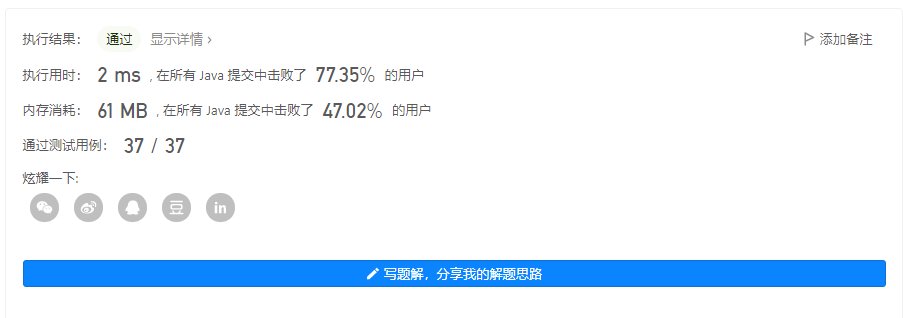 执行结果： 通过 显示详情 › 添加备注
执行用时： 2 ms , 在所有 Java 提交中击败了 77.35% 的用户
内存消耗： 61 MB , 在所有 Java 提交中击败了 47.02% 的用户
通过测试用例： 37 / 37
炫耀一下:
豆 in
写题解，分享我的解题思路